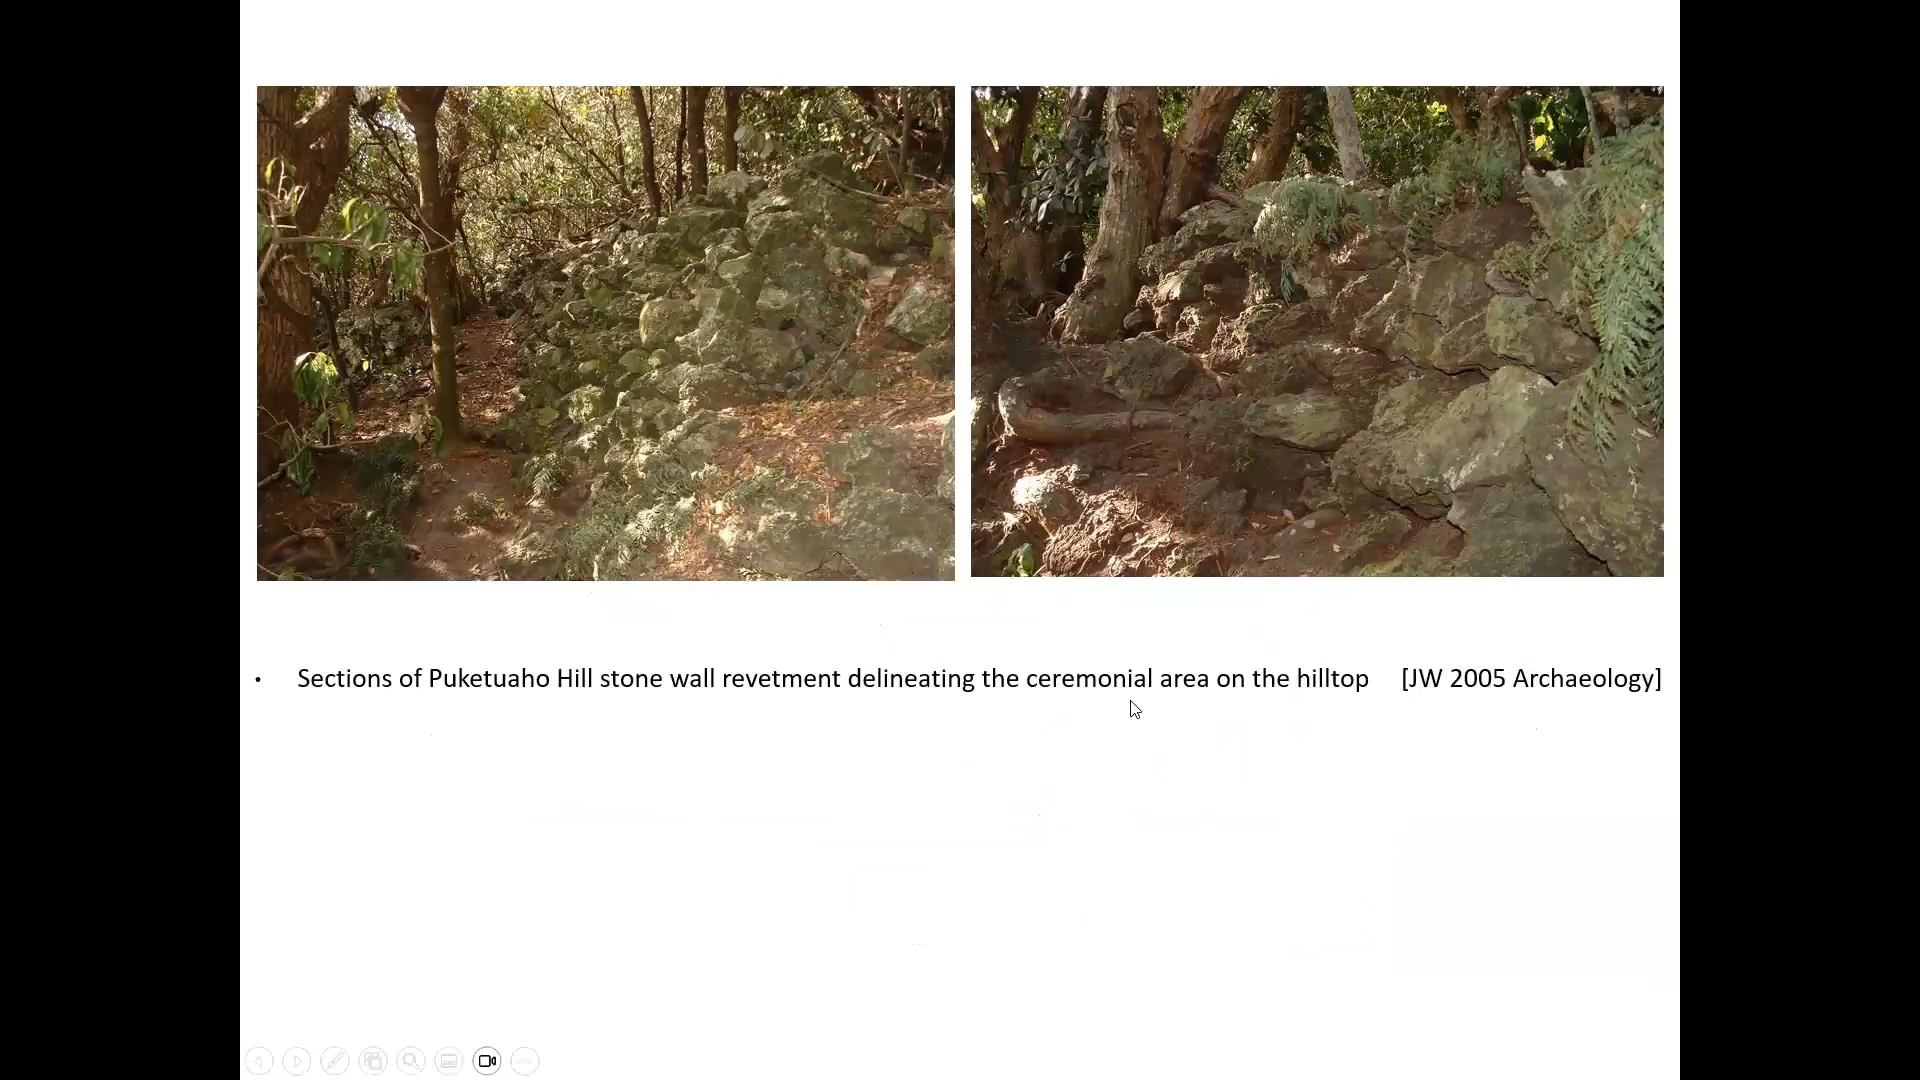 • Sections of Puketuaho Hill stone wall revetment delineating the ceremonial area on the hilltop [JW 2005 Archaeology]